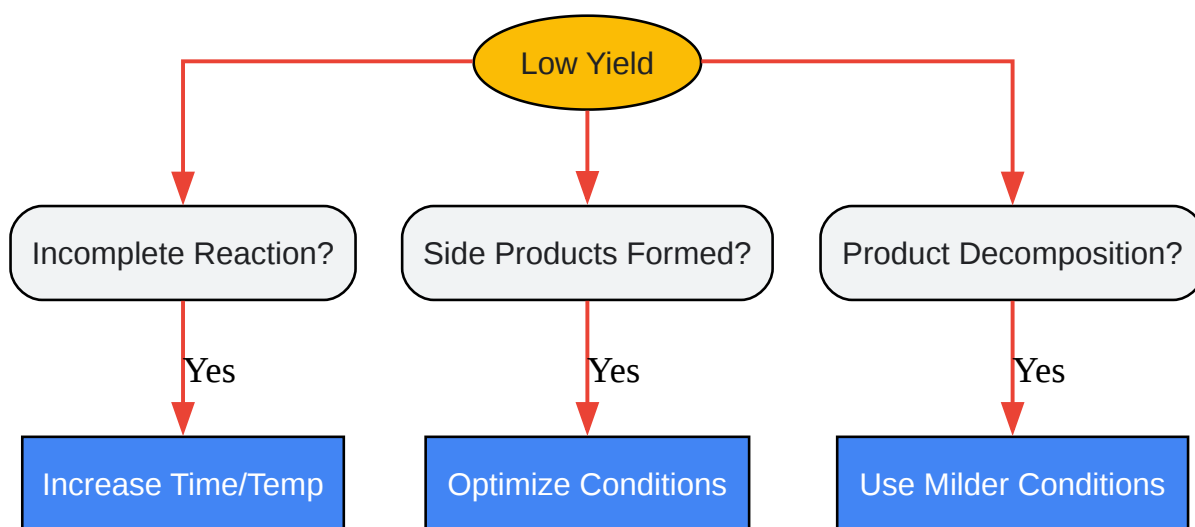 Low Yield
Incomplete Reaction?
Side Products Formed?
Product Decomposition?
Yes
Yes
Yes
Increase Time/Temp
Optimize Conditions
Use Milder Conditions